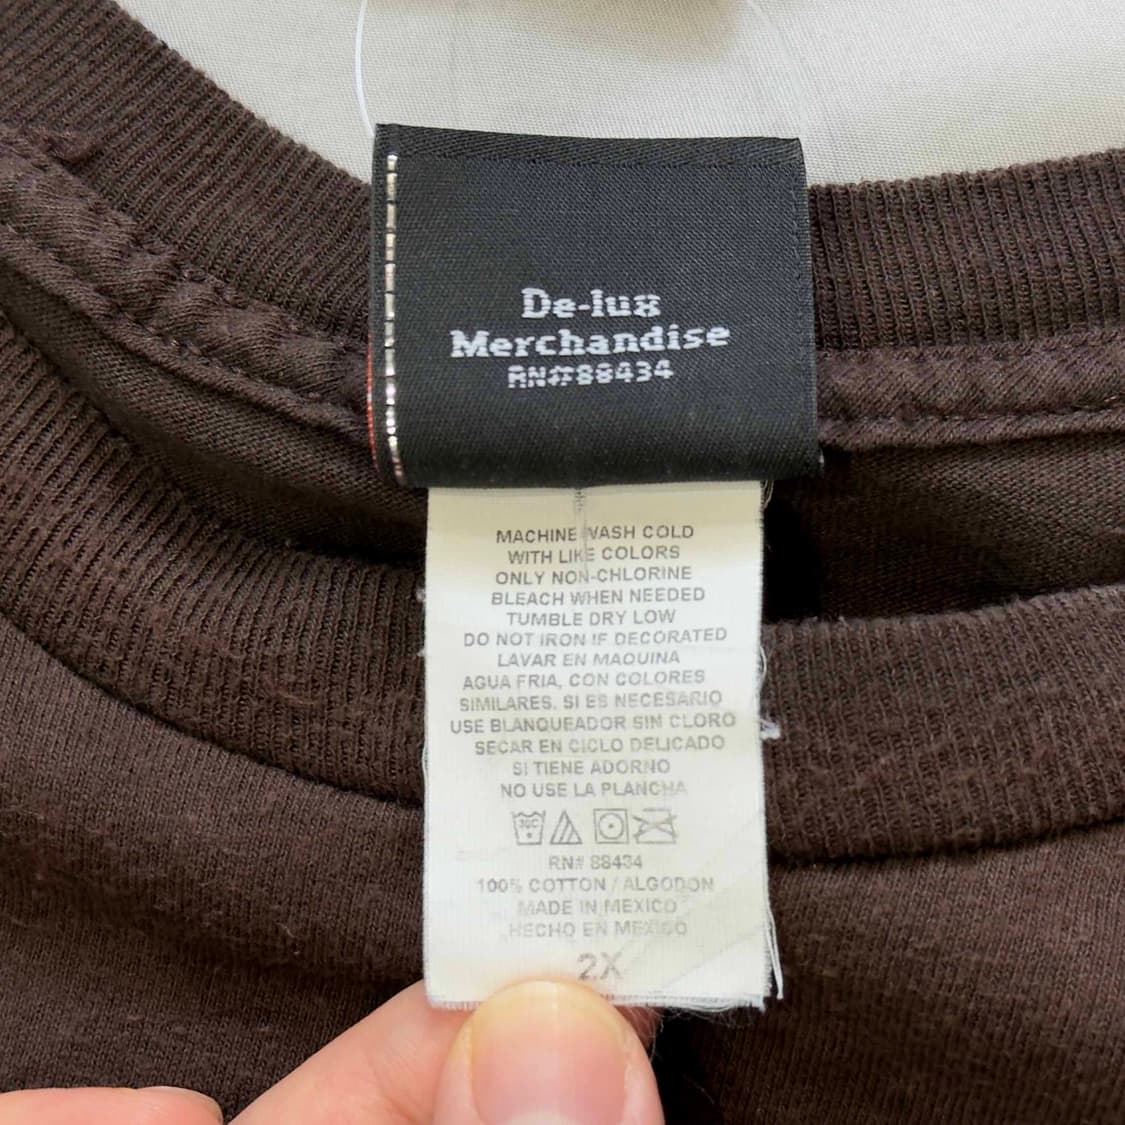 De-lux
Merchandise
RN#88434
MACHINE WASH COLD
WITH LIKE COLORS
ONLY NON-CHLORINE
BLEACH WHEN NEEDED
TUMBLE DRY LOW
DO NOT IRON IF DECORATED
LAVAR EN MAQUINA
AGUA FRIA, CON COLORES
SIMILARES. SI ES NECESARIO
USE BLANQUEADOR SIN CLORO
SECAR EN CICLO DELICADO
SI TIENE ADORNO
NO USE LA PLANCHA
30C
RN# 88434
100% COTTON / ALGODON
MADE IN MEXICO
HECHO EN MEXICO
2X